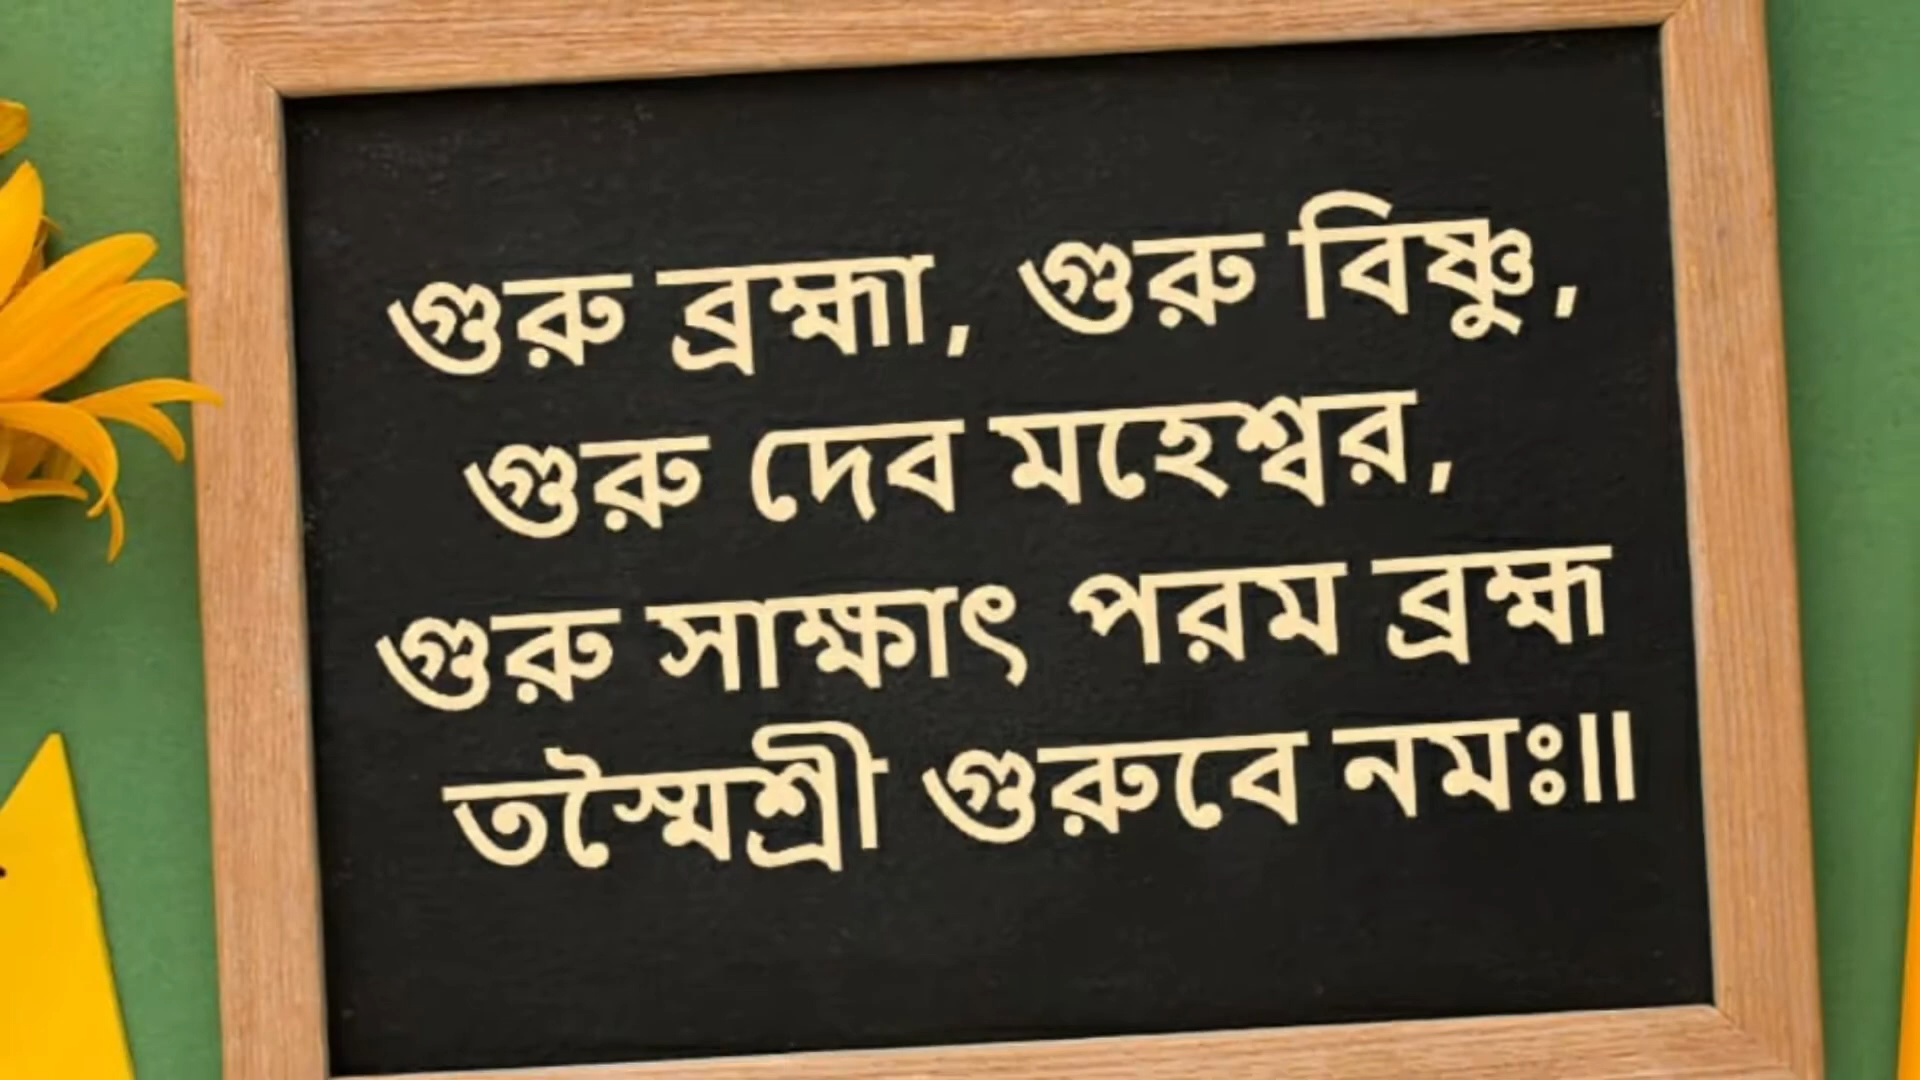 গুরু ব্রহ্মা, গুরু বিষ্ণু,
গুরু দেব মহেশ্বর,
গুরু সাক্ষাৎ পরম ব্রহ্ম
তস্মৈশ্রী গুরুবে নমঃ॥